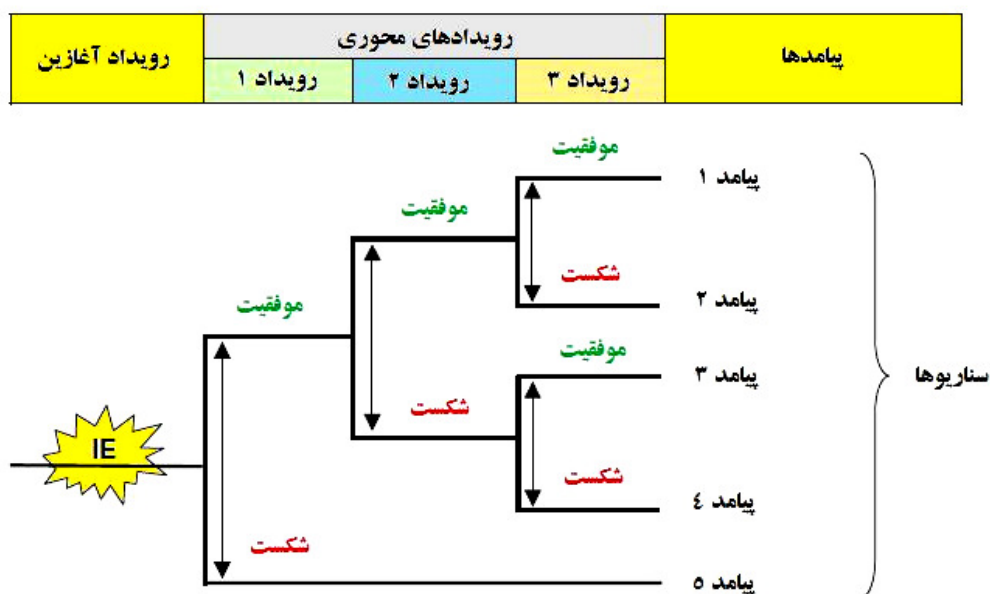 رویداد آغازین
رویدادهای محوری
پیامدها
رویداد ۱
رویداد ۲
رویداد ۳
موفقیت
پیامد ۱
موفقیت
شکست
پیامد ۲
موفقیت
موفقیت
پیامد ۳
سناریوها
شکست
IE
شکست
پیامد ٤
شکست
پیامد ۵